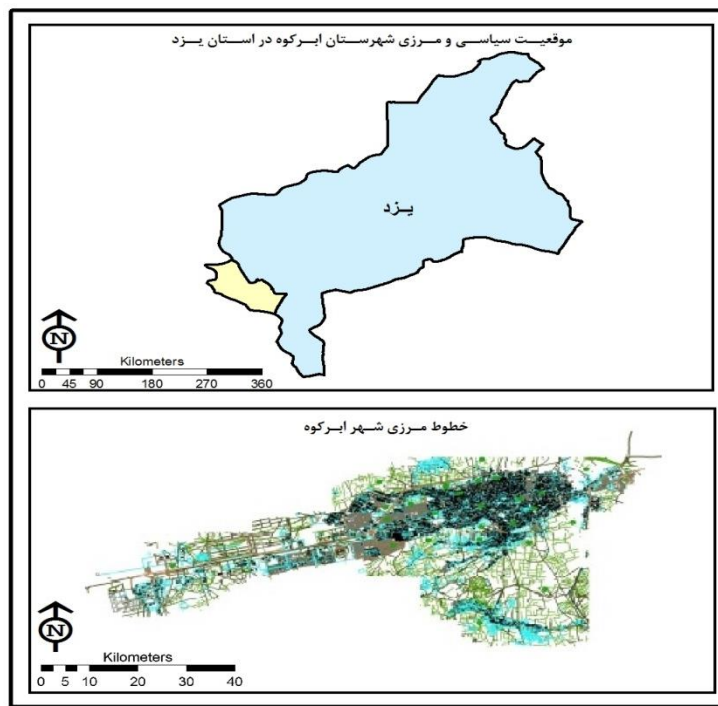 موقعیت سیاسی و مرزی شهرستان ابرکوه در استان یزد
یزد
N
Kilometers
0 45 90 180 270 360
خطوط مرزی شهر ابرکوه
N
Kilometers
0 5 10 20 30 40